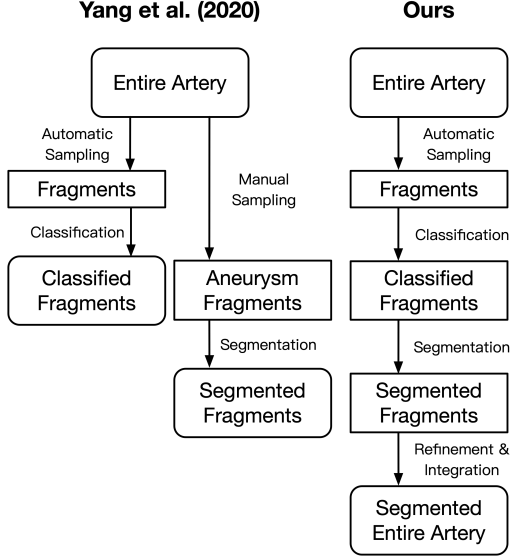 Yang et al. (2020)
Entire Artery
Automatic
Sampling
Manual
Sampling
Fragments
Classification
Classified
Fragments
Aneurysm
Fragments
Segmentation
Segmented
Fragments
Ours
Entire Artery
Automatic
Sampling
Fragments
Classification
Classified
Fragments
Segmentation
Segmented
Fragments
Refinement &
Integration
Segmented
Entire Artery